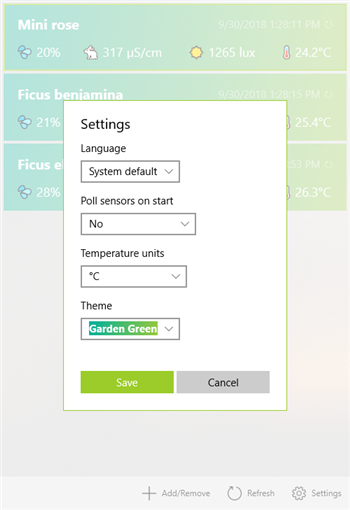 Mini rose
9/30/2018 1:28:11 PM
20% 317 µS/cm 1265 lux 24.2°C
Ficus benjamina
9/30/2018 1:28:15 PM
21% 25.4°C
Ficus el
:53 PM
28% 26.3°C
Settings
Language
System default
Poll sensors on start
No
Temperature units
°C
Theme
Garden Green
Save Cancel
Add/Remove Refresh Settings